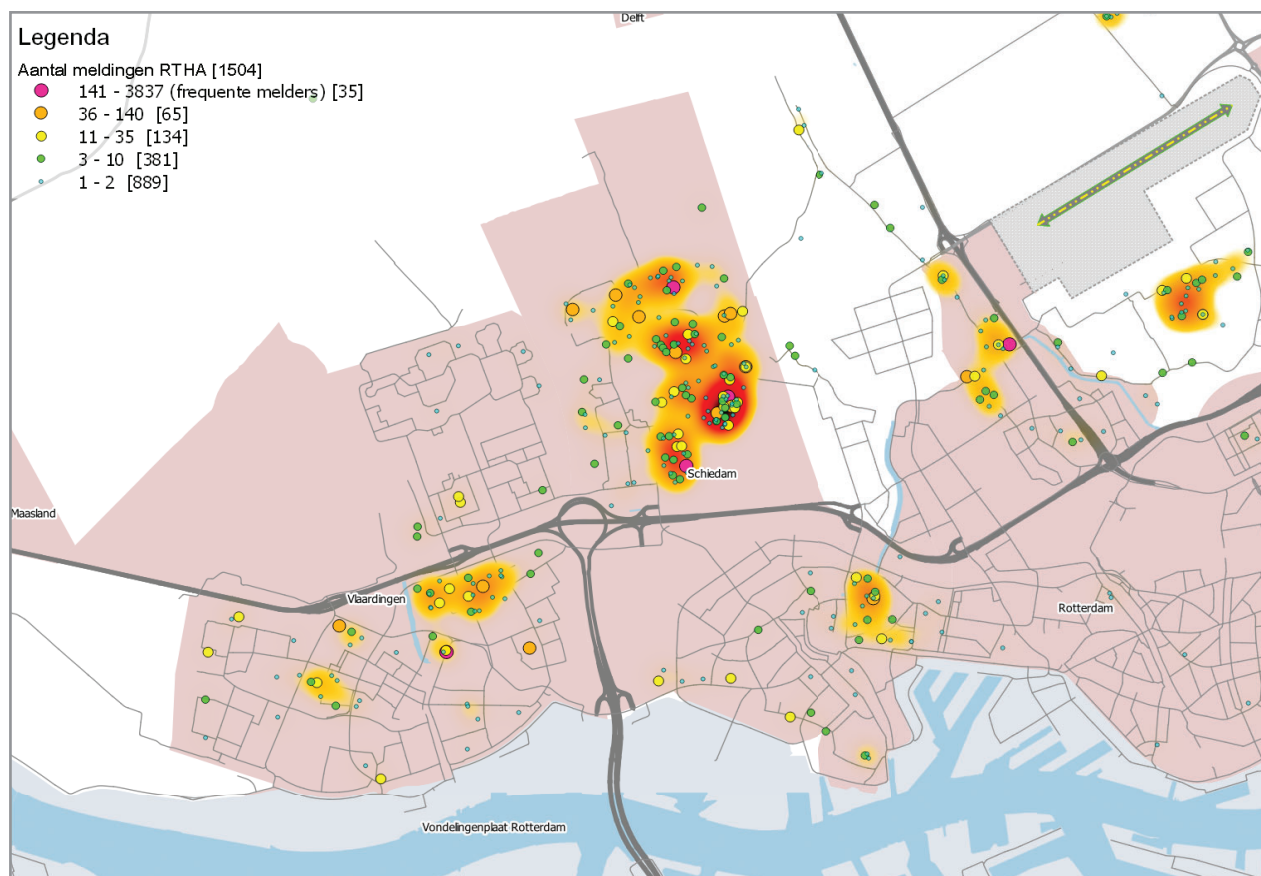 Delft
Legenda
Aantal meldingen RTHA [1504]
141 - 3837 (frequente melders) [35]
36 - 140 [65]
11 - 35 [134]
3 - 10 [381]
1 - 2 [889]
Schiedam
Maasland
Vlaardingen
Rotterdam
Vondelingenplaat Rotterdam